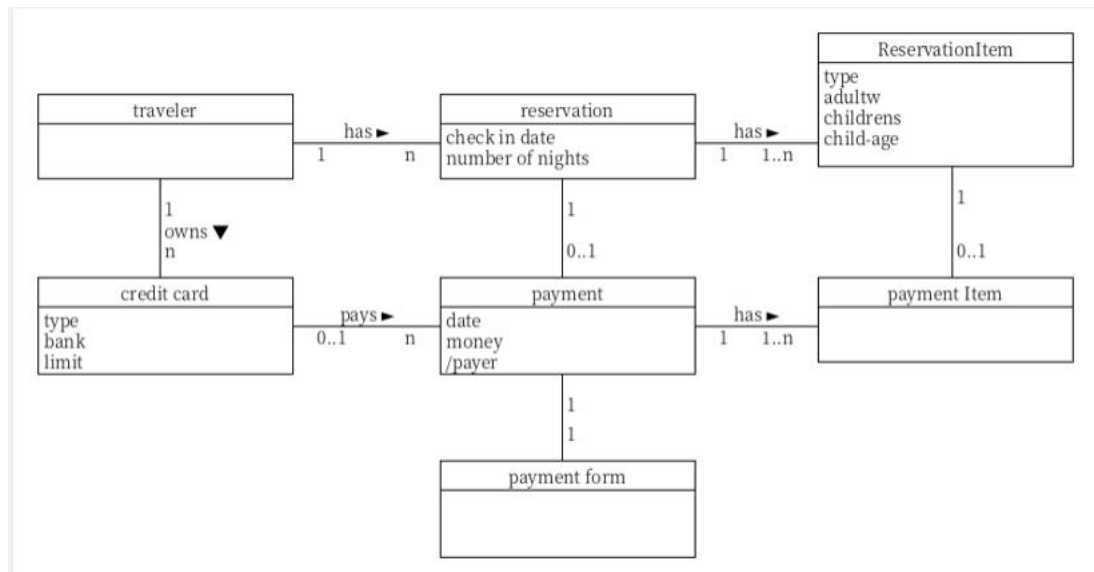 ReservationItem
type
adultw
childrens
child-age
traveler
reservation
check in date
number of nights
has ►
1 n
has ►
1 1..n
1
owns ▼
n
1
0..1
1
0..1
credit card
type
bank
limit
pays ►
0..1 n
payment
date
money
/payer
has ►
1 1..n
payment Item
1
1
payment form